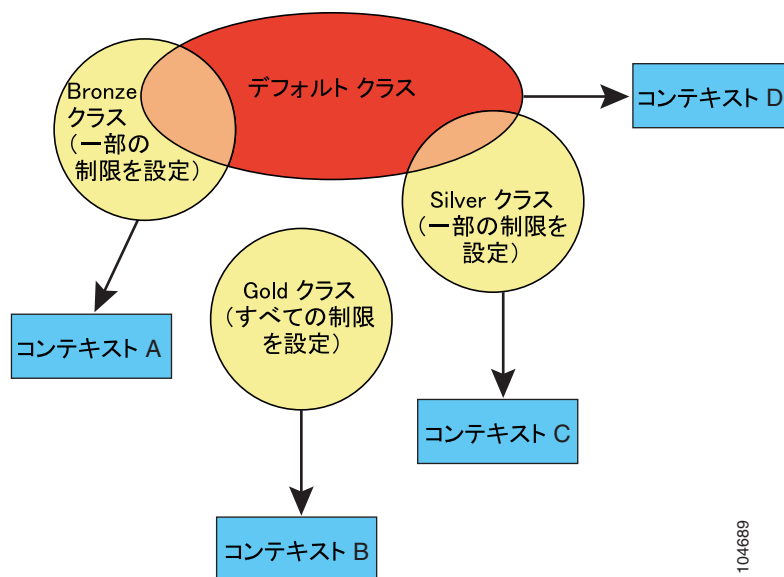 デフォルト クラス
Bronze
クラス
(一部の
制限を設定)
コンテキスト D
Silver クラス
(一部の制限を
設定)
Gold クラス
(すべての制限
を設定)
コンテキスト A
コンテキスト C
コンテキスト B
104689